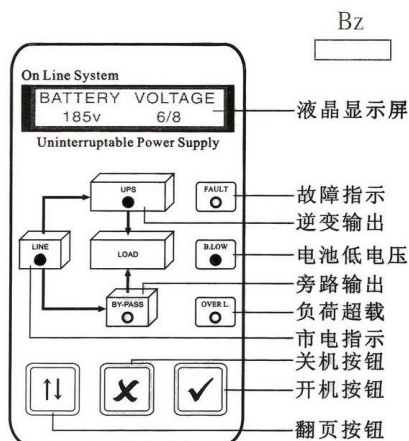 Bz
On Line System
BATTERY VOLTAGE
185v 6/8
Uninterruptable Power Supply
液晶显示屏
UPS
FAULT
故障指示
逆变输出
LINE
LOAD
B.LOW
电池低电压
旁路输出
BY-PASS
OVER L.
负荷超载
市电指示
关机按钮
开机按钮
翻页按钮